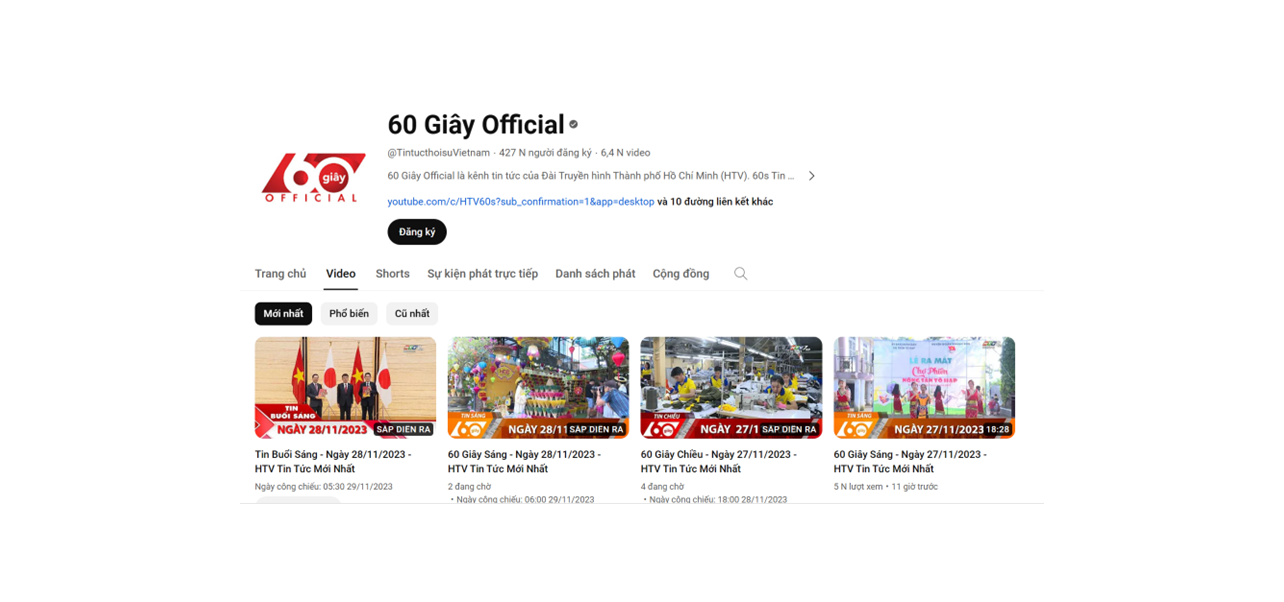 60 Giây Official
@TintucthoisuVietnam · 427 N người đăng ký · 6,4 N video
60 giây
OFFICIAL
60 Giây Official là kênh tin tức của Đài Truyền hình Thành phố Hồ Chí Minh (HTV). 60s Tin ...
youtube.com/c/HTV60s?sub_confirmation=1&app=desktop và 10 đường liên kết khác
Đăng ký
Trang chủ Video Shorts Sự kiện phát trực tiếp Danh sách phát Cộng đồng
Mới nhất Phổ biến Cũ nhất
TIN
BUỔI SÁNG
NGÀY 28/11/2023
SẮP DIỄN RA
TIN SÁNG
60 giây
NGÀY 28/11
SẮP DIỄN RA
TIN CHIỀU
60 giây
NGÀY 27/1
SẮP DIỄN RA
LỄ RA MẮT
Chợ Phiên
NÔNG SẢN
TIN SÁNG
60 giây
NGÀY 27/11/2023
18:28
Tin Buổi Sáng - Ngày 28/11/2023 -
HTV Tin Tức Mới Nhất
Ngày công chiếu: 05:30 29/11/2023
60 Giây Sáng - Ngày 28/11/2023 -
HTV Tin Tức Mới Nhất
2 đang chờ
• Ngày công chiếu: 06:00 29/11/2023
60 Giây Chiều - Ngày 27/11/2023 -
HTV Tin Tức Mới Nhất
4 đang chờ
• Ngày công chiếu: 18:00 28/11/2023
60 Giây Sáng - Ngày 27/11/2023 -
HTV Tin Tức Mới Nhất
5 N lượt xem • 11 giờ trước